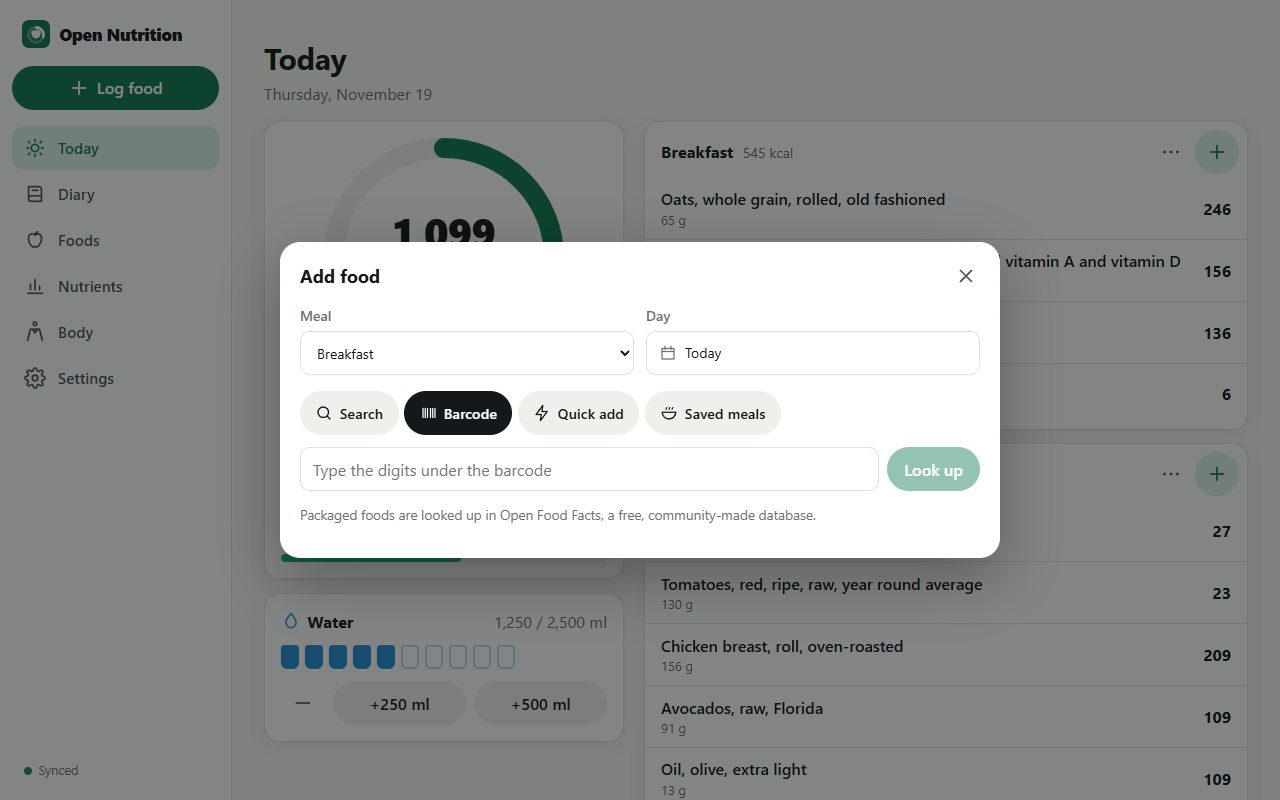 Open Nutrition
Log food
Today
Diary
Foods
Nutrients
Body
Settings
Synced
Today
Thursday, November 19
1,099
Water
1,250 / 2,500 ml
+250 ml
+500 ml
Breakfast 545 kcal
Oats, whole grain, rolled, old fashioned
65 g
246
vitamin A and vitamin D
156
136
6
27
Tomatoes, red, ripe, raw, year round average
130 g
23
Chicken breast, roll, oven-roasted
156 g
209
Avocados, raw, Florida
91 g
109
Oil, olive, extra light
13 g
109
Add food
Meal
Day
Breakfast
Today
Search
Barcode
Quick add
Saved meals
Type the digits under the barcode
Look up
Packaged foods are looked up in Open Food Facts, a free, community-made database.